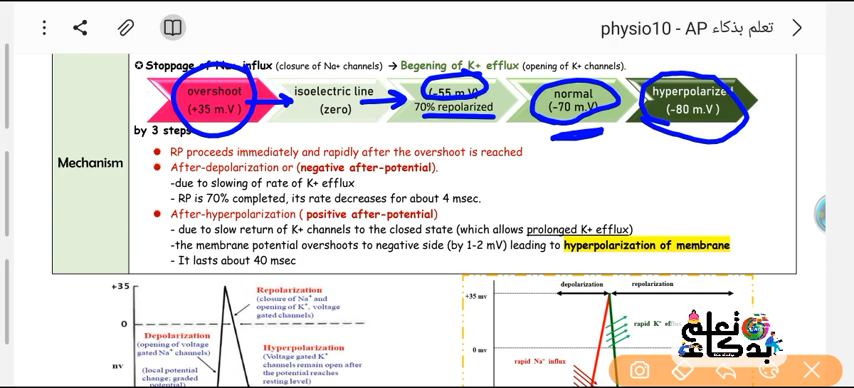 physio10 - AP تعلم بذكاء
✪ Stoppage of Na+ influx (closure of Na+ channels) → Begening of K+ efflux (opening of K+ channels).
overshoot (+35 m.V)
isoelectric line (zero)
(-55 m.V) 70% repolarized
normal (-70 m.V)
hyperpolarized (-80 m.V )
by 3 steps
Mechanism
RP proceeds immediately and rapidly after the overshoot is reached
After-depolarization or (negative after-potential).
-due to slowing of rate of K+ efflux
- RP is 70% completed, its rate decreases for about 4 msec.
After-hyperpolarization ( positive after-potential)
- due to slow return of K+ channels to the closed state (which allows prolonged K+ efflux)
-the membrane potential overshoots to negative side (by 1-2 mV) leading to hyperpolarization of membrane
- It lasts about 40 msec
+35
0
mv
Repolarization
(closure of Na+ and
opening of K+, voltage
gated channels)
Depolarization
(opening of voltage
gated Na+ channels)
(local potential
change; graded
potential)
Hyperpolarization
(Voltage gated K+
channels remain open after
the potential reaches
resting level)
depolarization
repolarization
+35 mv
rapid K+ efflux
0 mv
rapid Na+ influx
تعلم
بذكاء